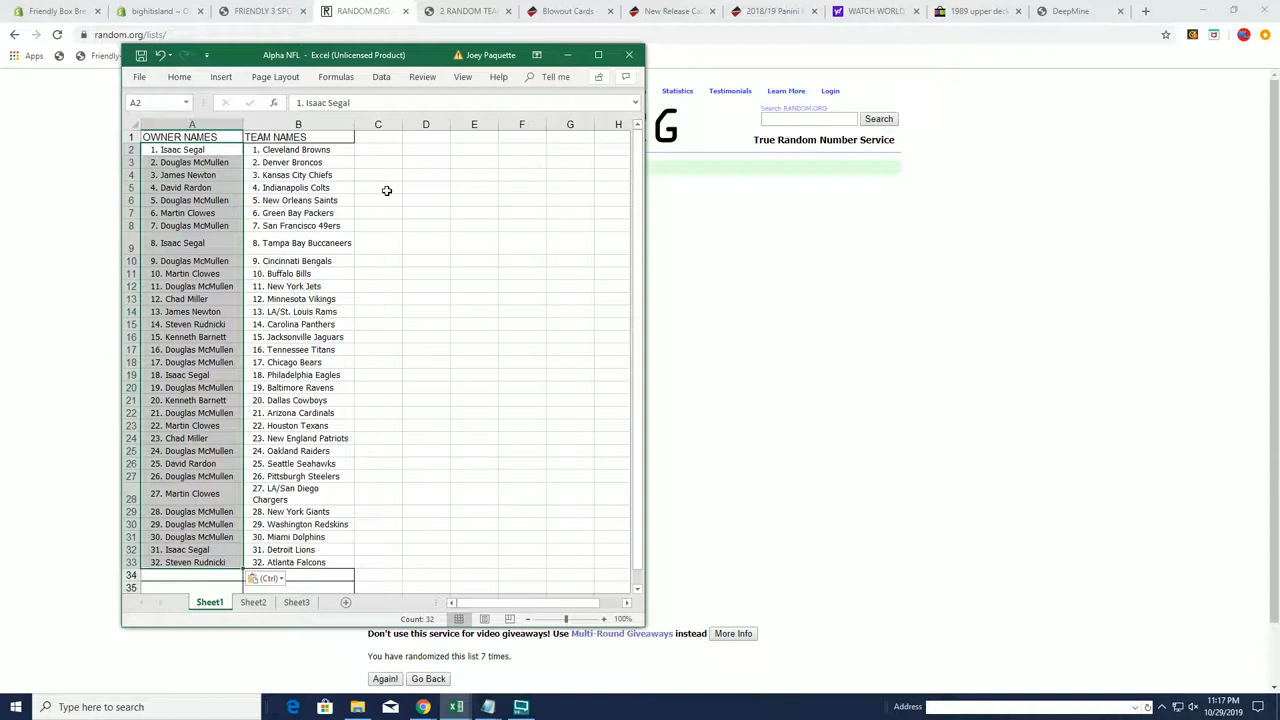 Friendly Box Br
bighitisland –
FRIENDLY 3 SPO
RANDOM.ORG -
2 RANDOM TEA
Blowout Cards -
New Release Ca
2018/19 Panini I
WATCH WORLD
1989 upper deck
DeepMine
random.org/lists/
Apps
Friendly-
Alpha NFL - Excel (Unlicensed Product)
Joey Paquette
File Home Insert Page Layout Formulas Data Review View Help Tell me
A2
fx
1. Isaac Segal
A B C D E F G H
1 OWNER NAMES TEAM NAMES
2 1. Isaac Segal 1. Cleveland Browns
3 2. Douglas McMullen 2. Denver Broncos
4 3. James Newton 3. Kansas City Chiefs
5 4. David Rardon 4. Indianapolis Colts
6 5. Douglas McMullen 5. New Orleans Saints
7 6. Martin Clowes 6. Green Bay Packers
8 7. Douglas McMullen 7. San Francisco 49ers
9 8. Isaac Segal 8. Tampa Bay Buccaneers
10 9. Douglas McMullen 9. Cincinnati Bengals
11 10. Martin Clowes 10. Buffalo Bills
12 11. Douglas McMullen 11. New York Jets
13 12. Chad Miller 12. Minnesota Vikings
14 13. James Newton 13. LA/St. Louis Rams
15 14. Steven Rudnicki 14. Carolina Panthers
16 15. Kenneth Barnett 15. Jacksonville Jaguars
17 16. Douglas McMullen 16. Tennessee Titans
18 17. Douglas McMullen 17. Chicago Bears
19 18. Isaac Segal 18. Philadelphia Eagles
20 19. Douglas McMullen 19. Baltimore Ravens
21 20. Kenneth Barnett 20. Dallas Cowboys
22 21. Douglas McMullen 21. Arizona Cardinals
23 22. Martin Clowes 22. Houston Texans
24 23. Chad Miller 23. New England Patriots
25 24. Douglas McMullen 24. Oakland Raiders
26 25. David Rardon 25. Seattle Seahawks
27 26. Douglas McMullen 26. Pittsburgh Steelers
28 27. Martin Clowes 27. LA/San Diego
Chargers
29 28. Douglas McMullen 28. New York Giants
30 29. Douglas McMullen 29. Washington Redskins
31 30. Douglas McMullen 30. Miami Dolphins
32 31. Isaac Segal 31. Detroit Lions
33 32. Steven Rudnicki 32. Atlanta Falcons
34
(Ctrl)
35
Sheet1 Sheet2 Sheet3
Count: 32
100%
Statistics Testimonials Learn More Login
Search RANDOM.ORG
Search
G
True Random Number Service
Don't use this service for video giveaways! Use Multi-Round Giveaways instead More Info
You have randomized this list 7 times.
Again! Go Back
Type here to search
Address
11:17 PM
10/29/2019